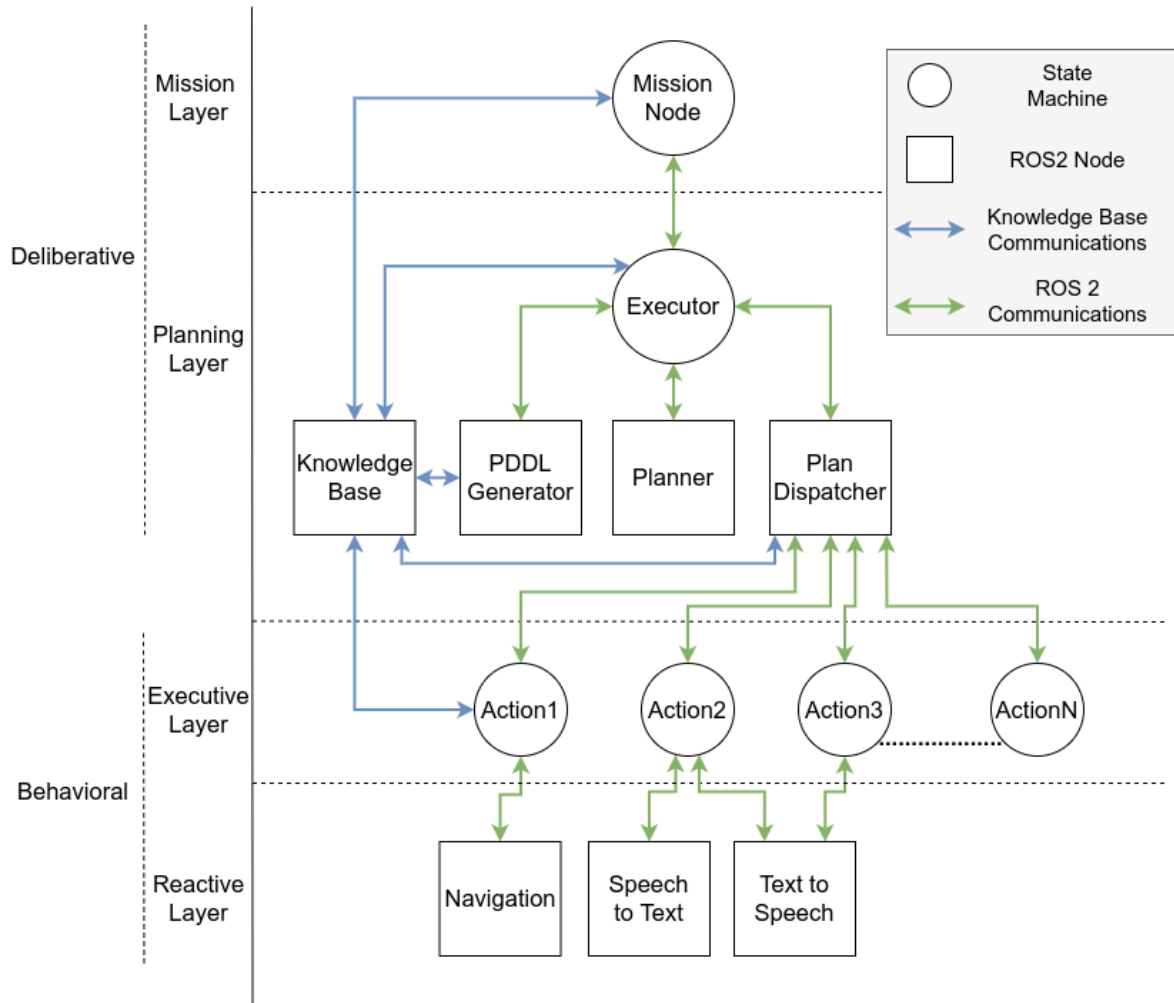 Mission
Layer
Mission
Node
State
Machine
ROS2 Node
Knowledge Base
Communications
ROS 2
Communications
Deliberative
Planning
Layer
Executor
Knowledge
Base
PDDL
Generator
Planner
Plan
Dispatcher
Executive
Layer
Action1
Action2
Action3
ActionN
Behavioral
Reactive
Layer
Navigation
Speech
to Text
Text to
Speech